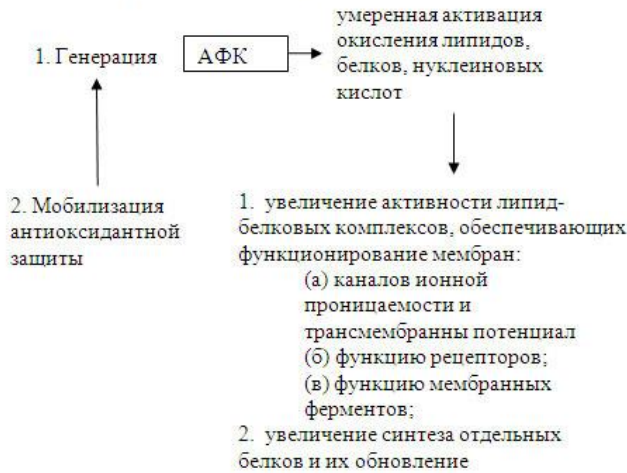 умеренная активация
окисления липидов,
белков, нуклеиновых
кислот
1. Генерация
АФК
2. Мобилизация
антиоксидантной
защиты
1. увеличение активности липид-
белковых комплексов, обеспечивающих
функционирование мембран:
(а) каналов ионной
проницаемости и
трансмембранны потенциал
(б) функцию рецепторов;
(в) функцию мембранных
ферментов;
2. увеличение синтеза отдельных
белков и их обновление